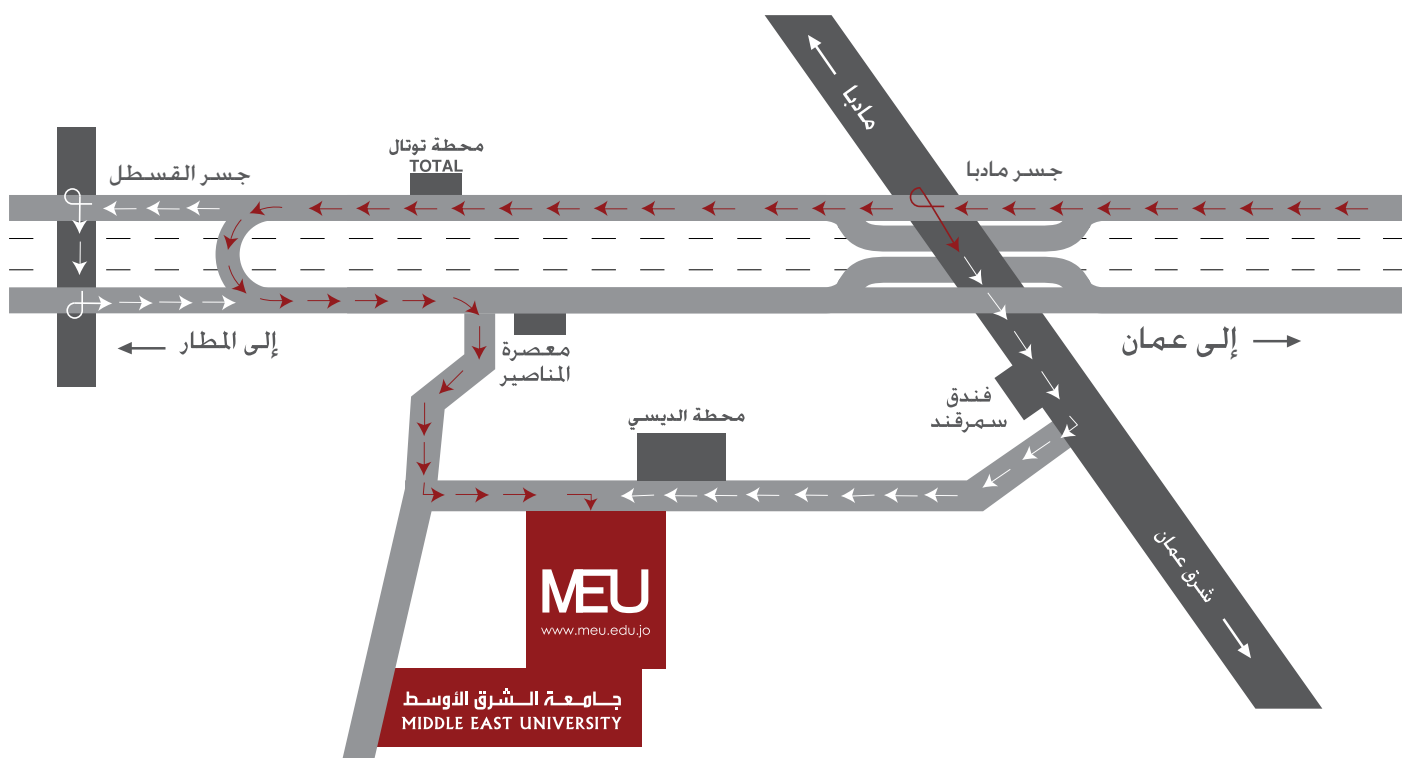 مادبا
محطة توتال
TOTAL
جسر القسطل
جسر مادبا
إلى المطار
إلى عمان
معصرة
المناصير
فندق
سمرقند
محطة الديسي
شرق عمان
MEU
www.meu.edu.jo
جامعة الشرق الأوسط
MIDDLE EAST UNIVERSITY